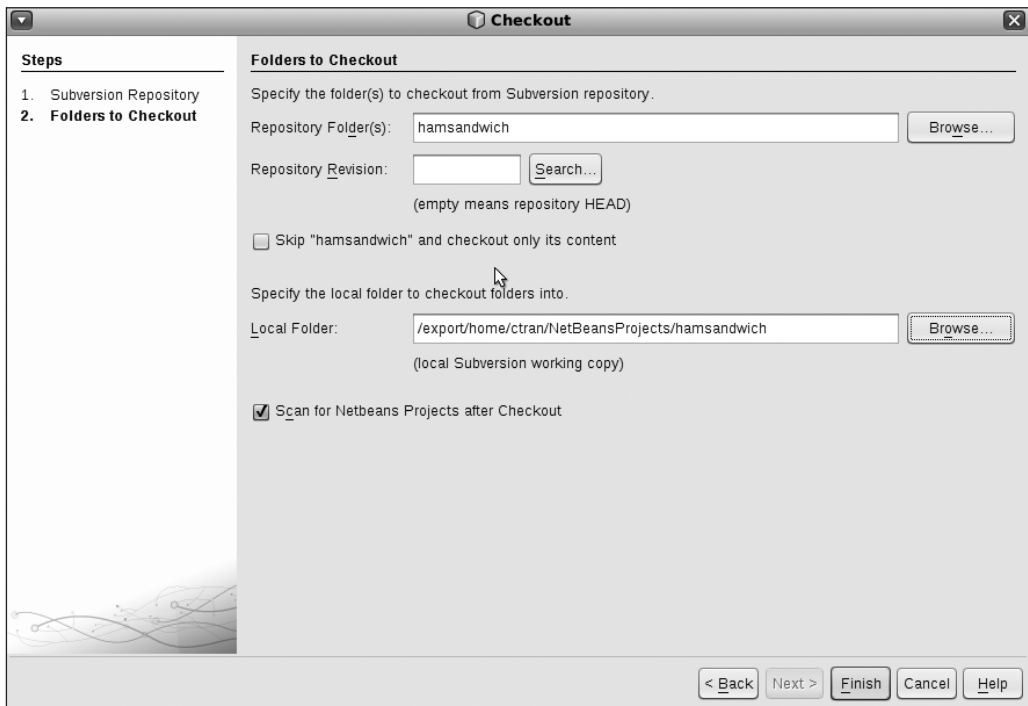 Checkout
Steps
1. Subversion Repository
2. Folders to Checkout
Folders to Checkout
Specify the folder(s) to checkout from Subversion repository.
Repository Folder(s): hamsandwich Browse...
Repository Revision: Search...
(empty means repository HEAD)
Skip "hamsandwich" and checkout only its content
Specify the local folder to checkout folders into.
Local Folder: /export/home/ctran/NetBeansProjects/hamsandwich Browse...
(local Subversion working copy)
Scan for Netbeans Projects after Checkout
< Back Next > Finish Cancel Help